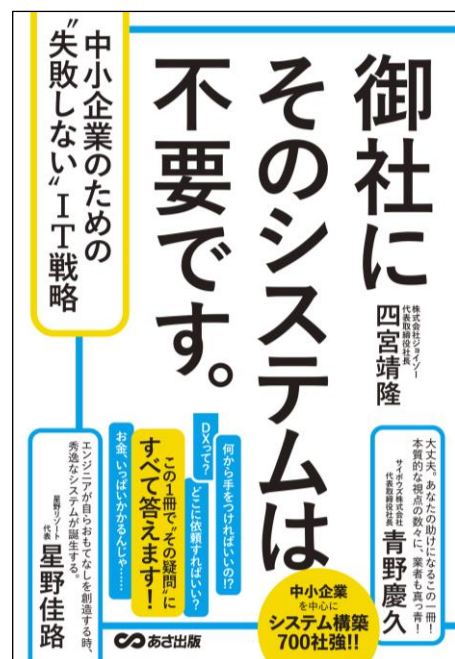 御社に
そのシステムは
不要です。
中小企業のための
“失敗しない”IT戦略
株式会社ジョイゾー
代表取締役社長
四宮靖隆
大丈夫。あなたの助けになるこの一冊！
本質的な視点の数々に、業者も真っ青！
サイボウズ株式会社
代表取締役社長
青野慶久
何から手をつければいいの!?
DXって？
どこに依頼すればいい？
この1冊で“その疑問”に
すべて答えます！
お金、いっぱいかかるんじゃ……
エンジニアが自らおもてなしを創造する時、
秀逸なシステムが誕生する。
星野リゾート
代表
星野佳路
中小企業
を中心に
システム構築
700社強!!
あさ出版